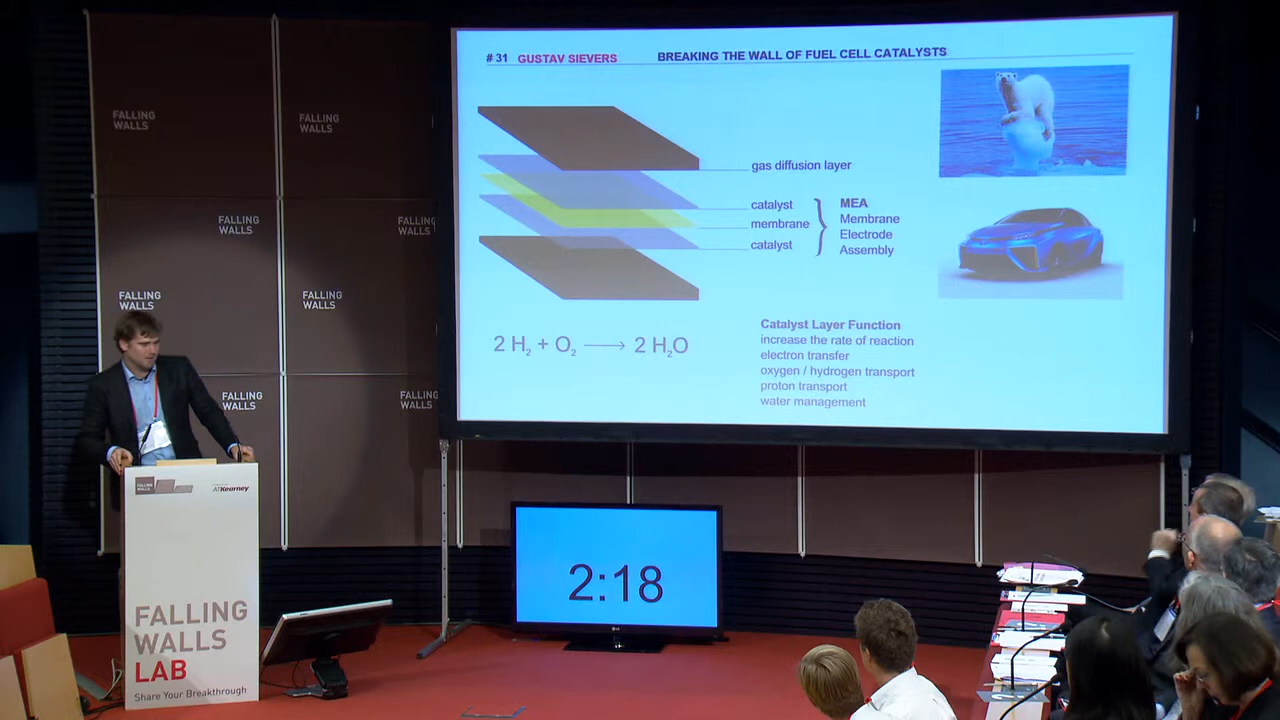 # 31 GUSTAV SIEVERS BREAKING THE WALL OF FUEL CELL CATALYSTS
gas diffusion layer
catalyst
membrane
catalyst
MEA
Membrane
Electrode
Assembly
2 H2 + O2 → 2 H2O
Catalyst Layer Function
increase the rate of reaction
electron transfer
oxygen / hydrogen transport
proton transport
water management
FALLING
WALLS
FALLING
WALLS
FALLING
WALLS
FALLING
WALLS
FALLING
WALLS
FALLING
WALLS
FALLING
WALLS
FALLING
WALLS
2:18
ATKearney
FALLING
WALLS
LAB
Share Your Breakthrough